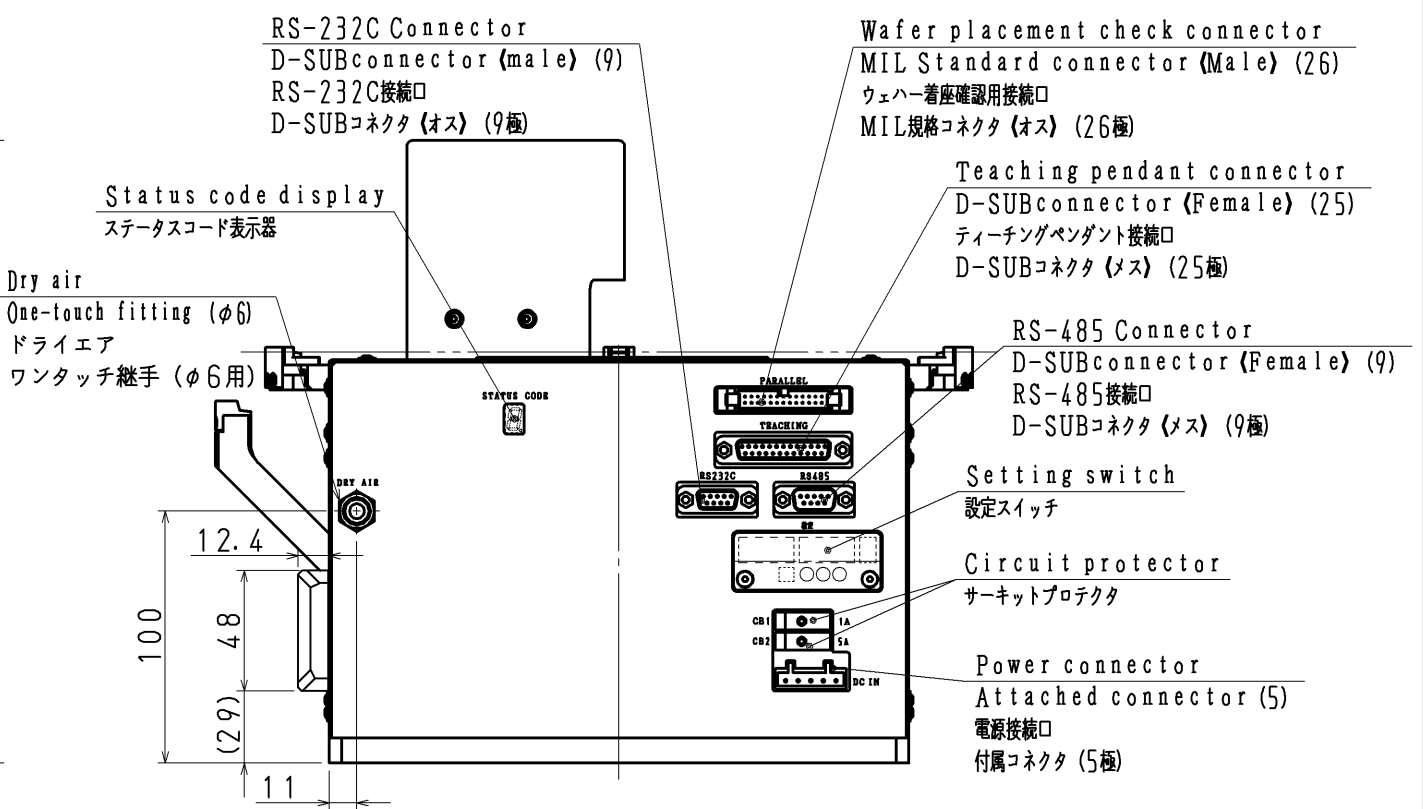 RS-232C Connector
D-SUBconnector《male》(9)
RS-232C接続口
D-SUBコネクタ《オス》(9極)
Wafer placement check connector
MIL Standard connector《Male》(26)
ウェハー着座確認用接続口
MIL規格コネクタ《オス》(26極)
Teaching pendant connector
D-SUBconnector《Female》(25)
ティーチングペンダント接続口
D-SUBコネクタ《メス》(25極)
Status code display
ステータスコード表示器
Dry air
One-touch fitting (φ6)
ドライエア
ワンタッチ継手 (φ6用)
RS-485 Connector
D-SUBconnector《Female》(9)
RS-485接続口
D-SUBコネクタ《メス》(9極)
PARALLEL
STATUS CODE
TEACHING
RS232C
RS485
DRY AIR
Setting switch
設定スイッチ
12.4
Circuit protector
サーキットプロテクタ
100
48
(29)
11
CB1
1A
CB2
5A
DC IN
Power connector
Attached connector (5)
電源接続口
付属コネクタ (5極)